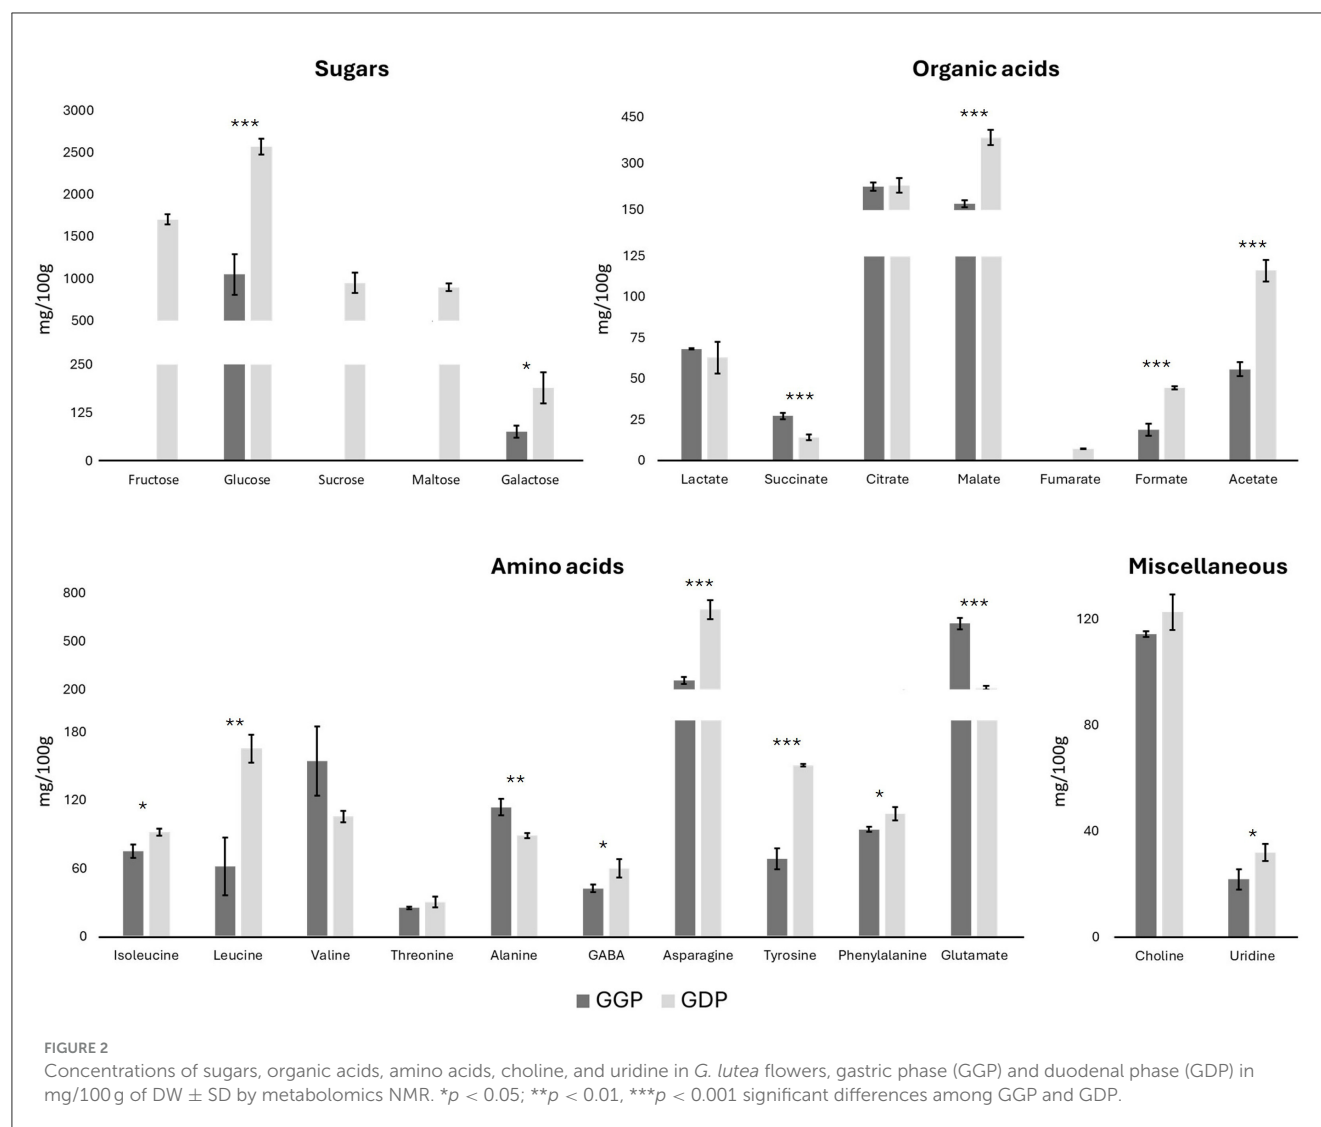 Sugars
3000
2500
2000
1500
1000
500
250
125
0
mg/100g
***
*
Fructose Glucose Sucrose Maltose Galactose
Organic acids
450
300
150
125
100
75
50
25
0
mg/100g
***
***
***
***
Lactate Succinate Citrate Malate Fumarate Formate Acetate
Amino acids
800
500
200
180
120
60
0
mg/100g
*
**
**
*
***
***
*
***
Isoleucine Leucine Valine Threonine Alanine GABA Asparagine Tyrosine Phenylalanine Glutamate
Miscellaneous
120
80
40
0
mg/100g
*
Choline Uridine
GGP GDP
FIGURE 2
Concentrations of sugars, organic acids, amino acids, choline, and uridine in G. lutea flowers, gastric phase (GGP) and duodenal phase (GDP) in
mg/100 g of DW ± SD by metabolomics NMR. *p < 0.05; **p < 0.01, ***p < 0.001 significant differences among GGP and GDP.